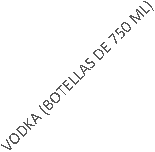 VODKA (BOTELLAS DE 750 ML)